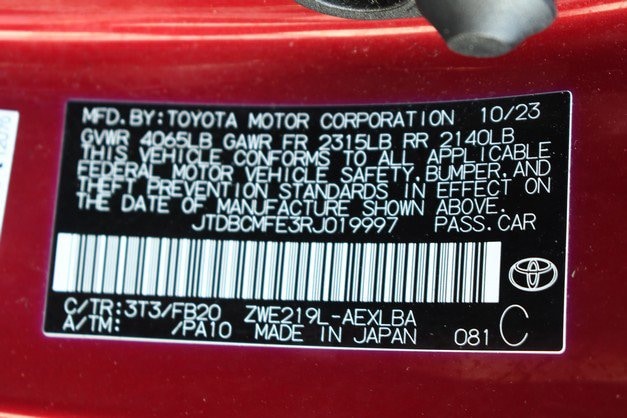 MFD.BY:TOYOTA MOTOR CORPORATION 10/23
GVWR 4065LB GAWR FR 2315LB RR 2140LB
THIS VEHICLE CONFORMS TO ALL APPLICABLE
FEDERAL MOTOR VEHICLE SAFETY,BUMPER,AND
THEFT PREVENTION STANDARDS IN EFFECT ON
THE DATE OF MANUFACTURE SHOWN ABOVE.
JTDBCMFE3RJ019997 PASS.CAR
C/TR:3T3/FB20 ZWE219L-AEXLBA
A/TM: /PA10 MADE IN JAPAN 081 C